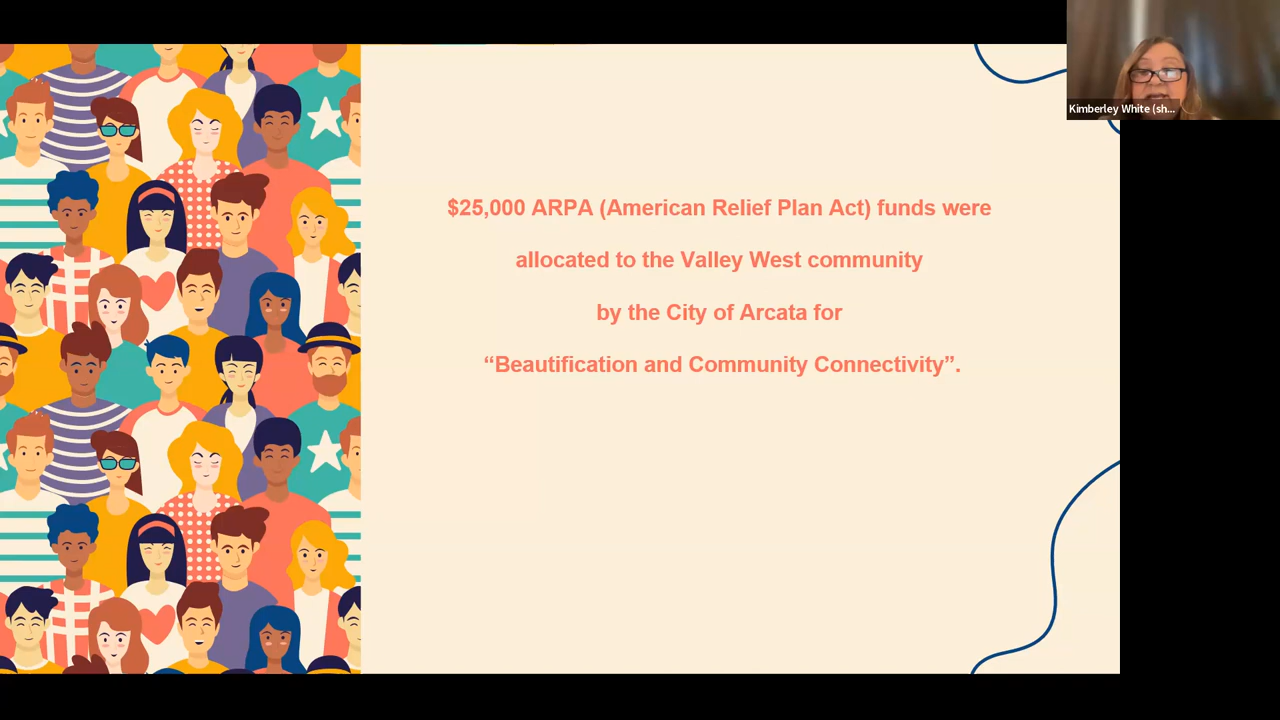 Kimberley White (sh...
$25,000 ARPA (American Relief Plan Act) funds were
allocated to the Valley West community
by the City of Arcata for
“Beautification and Community Connectivity”.